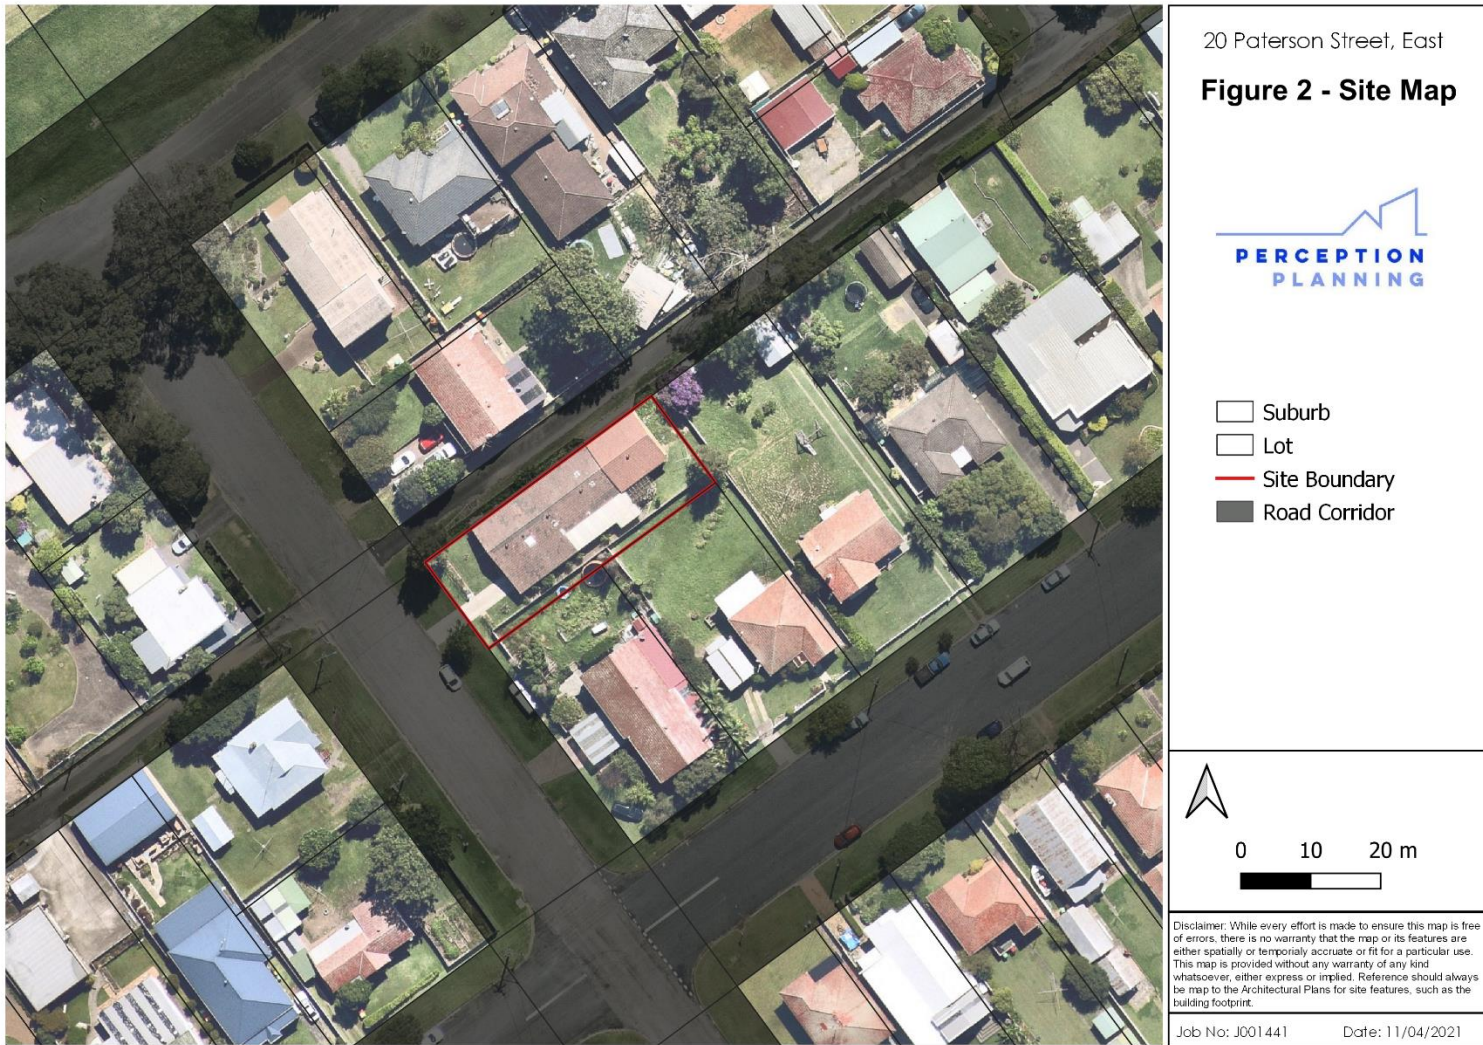 20 Paterson Street, East
Figure 2 - Site Map
PERCEPTION
PLANNING
Suburb
Lot
Site Boundary
Road Corridor
0 10 20 m
Disclaimer: While every effort is made to ensure this map is free
of errors, there is no warranty that the map or its features are
either spatially or temporialy accruate or fit for a particular use.
This map is provided without any warranty of any kind
whatsoever, either express or implied. Reference should always
be map to the Architectural Plans for site features, such as the
building footprint.
Job No: J001441 Date: 11/04/2021